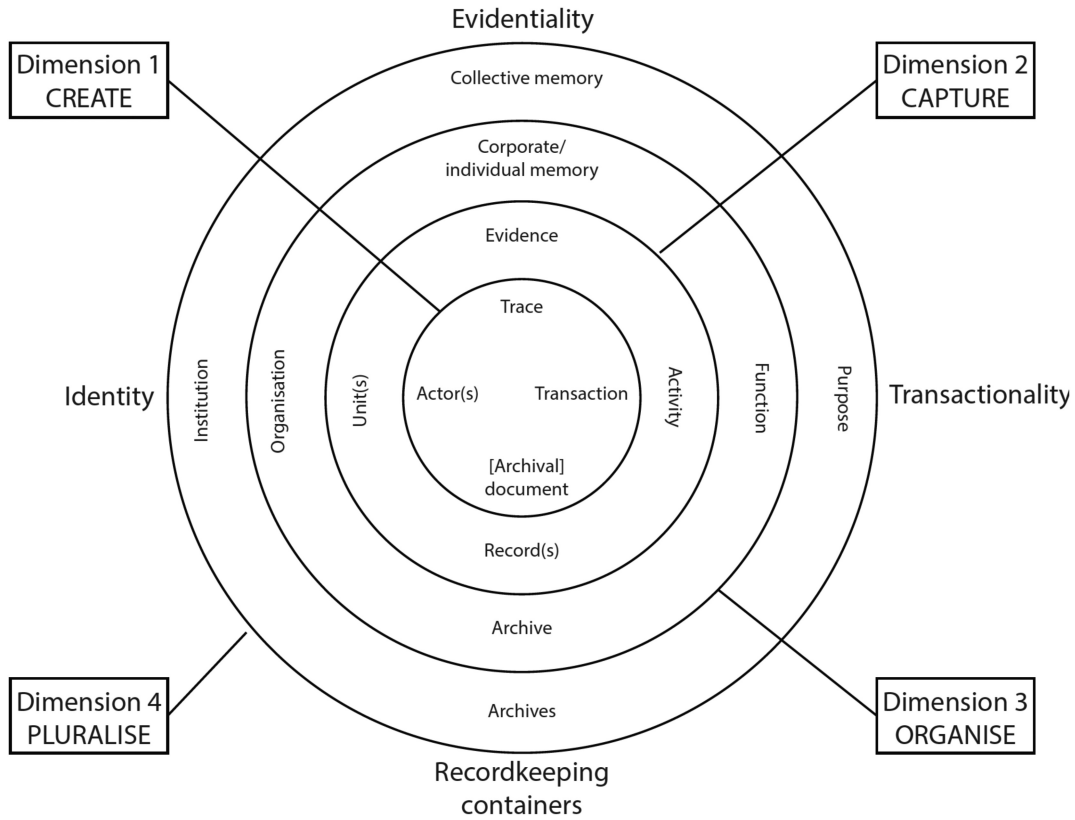 Evidentiality
Dimension 1
CREATE
Dimension 2
CAPTURE
Collective memory
Corporate/
individual memory
Evidence
Trace
Identity
Institution
Organisation
Unit(s)
Actor(s)
Transaction
Activity
Function
Purpose
Transactionality
[Archival]
document
Record(s)
Archive
Archives
Dimension 4
PLURALISE
Dimension 3
ORGANISE
Recordkeeping
containers